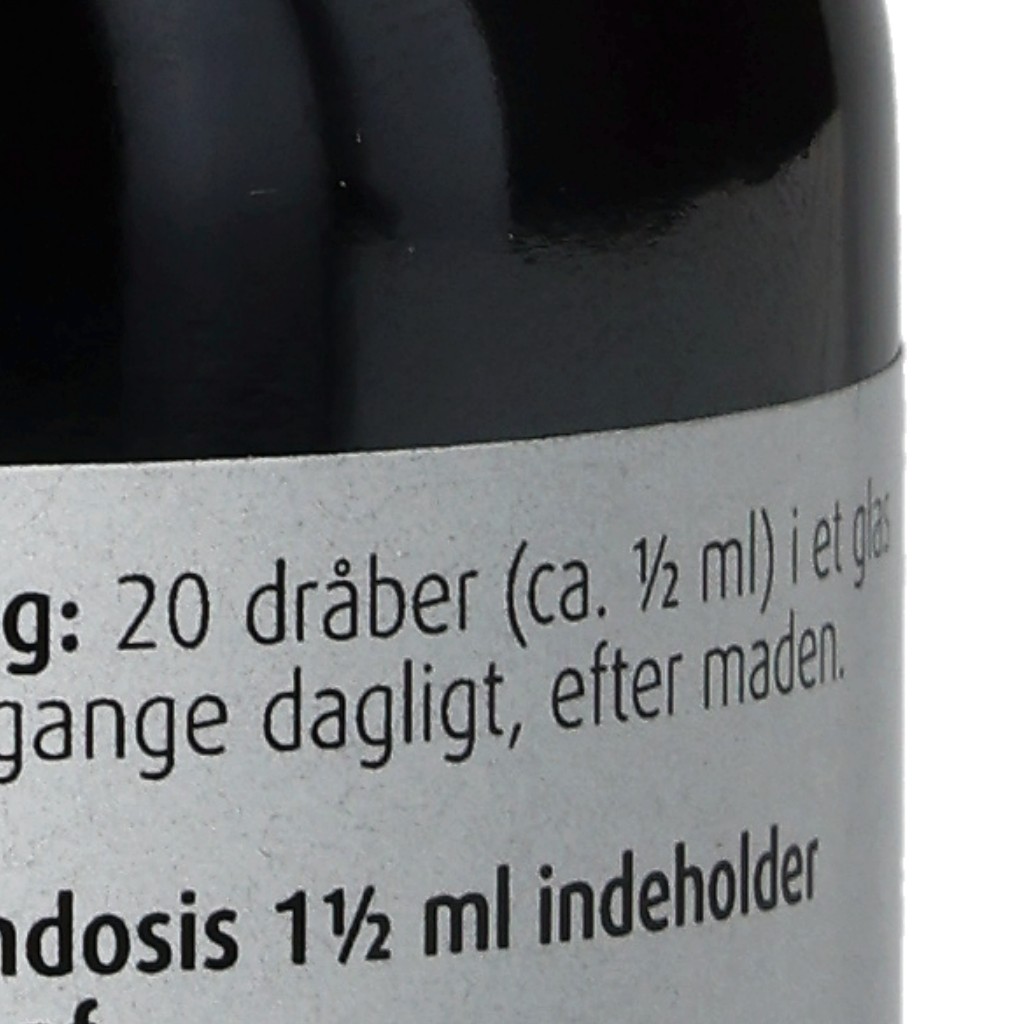 g: 20 dråber (ca. ½ ml) i et glas
gange dagligt, efter maden.
ndosis 1½ ml indeholder